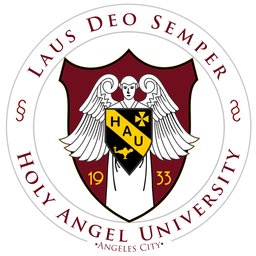 LAUS DEO SEMPER
HAU
19 33
HOLY ANGEL UNIVERSITY
•ANGELES CITY•